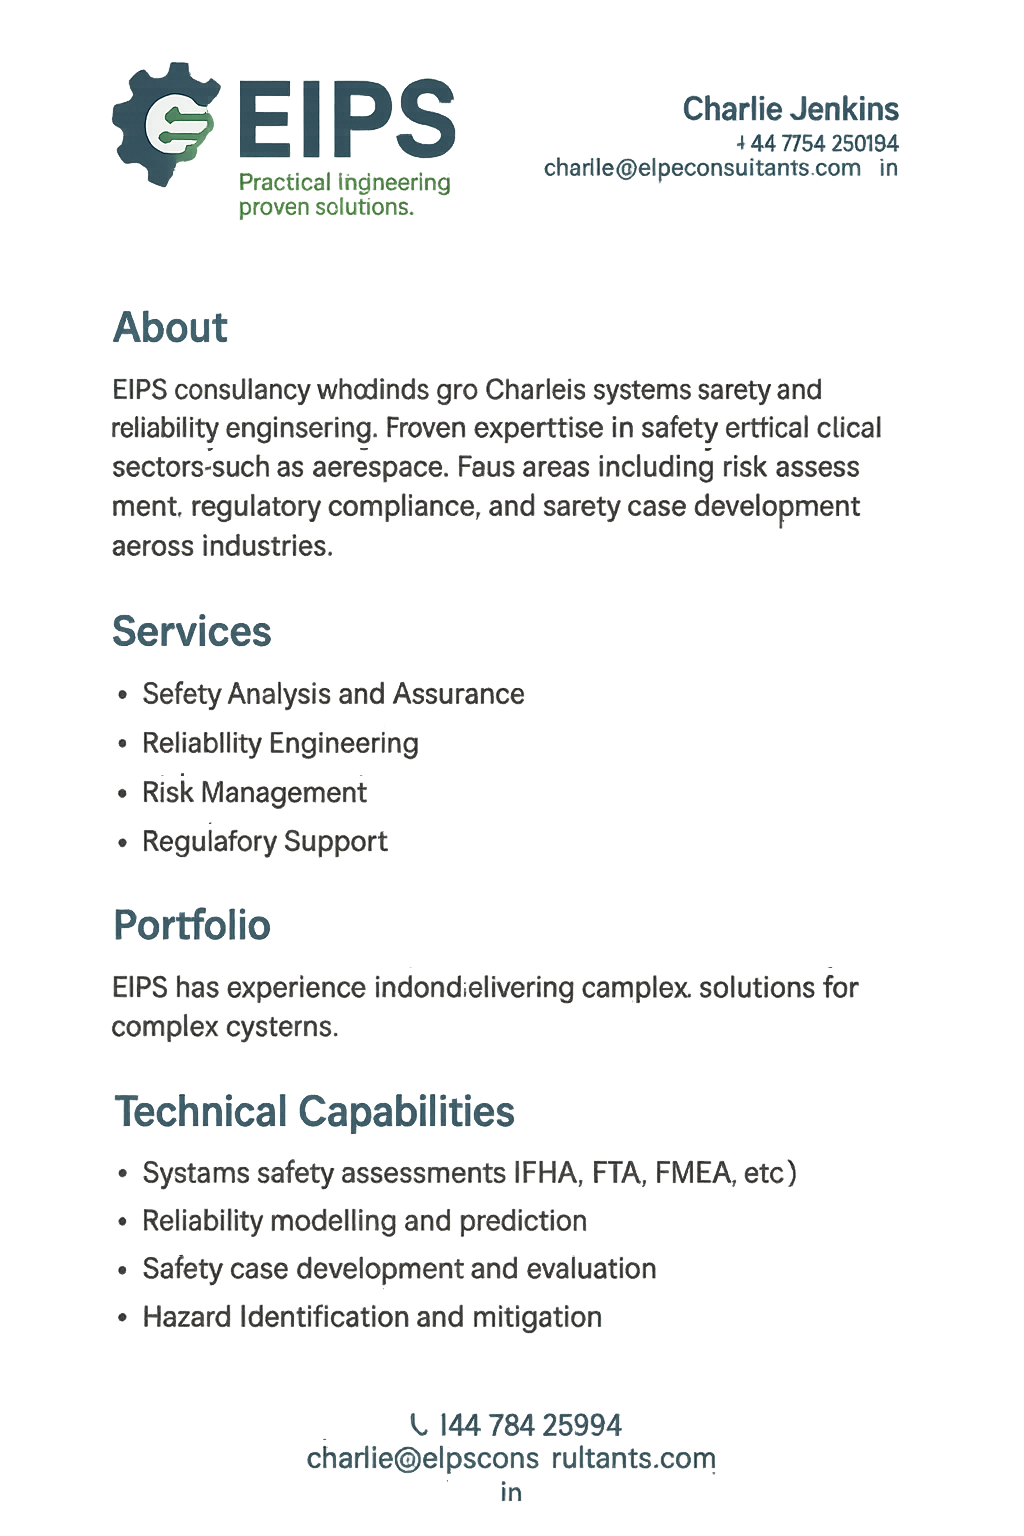 EIPS
Practical Ingneering
proven solutions.
Charlie Jenkins
+44 7754 250194
charlle@elpeconsuitants.com in
About
EIPS consullancy whodinds gro Charleis systems sarety and
reliability enginsering. Froven experttise in safety ertfical clical
sectors-such as aerespace. Faus areas including risk assess
ment. regulatory compliance, and sarety case development
aeross industries.
Services
• Sefety Analysis and Assurance
• Reliabllity Engineering
• Risk Management
• Regulafory Support
Portfolio
EIPS has experience indondielivering camplex. solutions for
complex cysterns.
Technical Capabilities
• Systams safety assessments IFHA, FTA, FMEA, etc)
• Reliability modelling and prediction
• Safety case development and evaluation
• Hazard Identification and mitigation
I44 784 25994
charlie@elpscons rultants.com
in